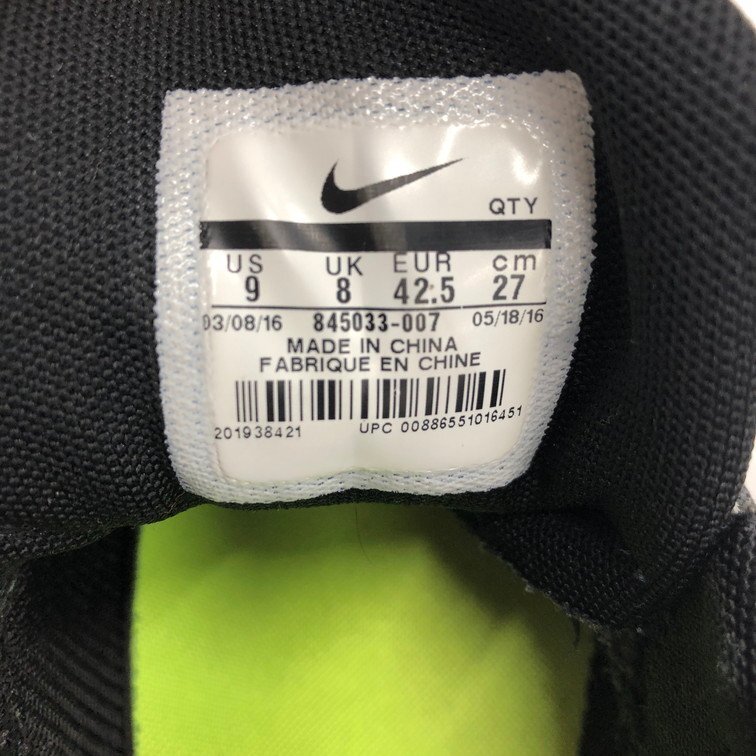 QTY
US UK EUR cm
9 8 42.5 27
03/08/16 845033-007 05/18/16
MADE IN CHINA
FABRIQUE EN CHINE
201938421 UPC 00886551016451